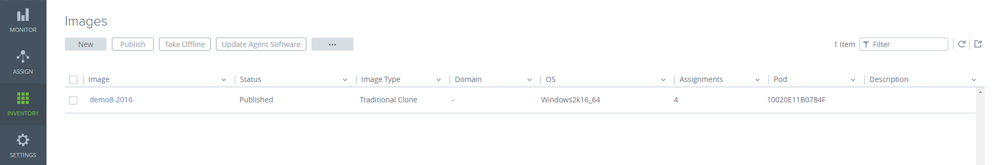 MONITOR
ASSIGN
INVENTORY
SETTINGS
Images
New Publish Take Offline Update Agent Software ••• 1 Item Filter
Image Status Image Type Domain OS Assignments Pod Description
demo8-2016 Published Traditional Clone - Windows2k16_64 4 10020E11B0784F